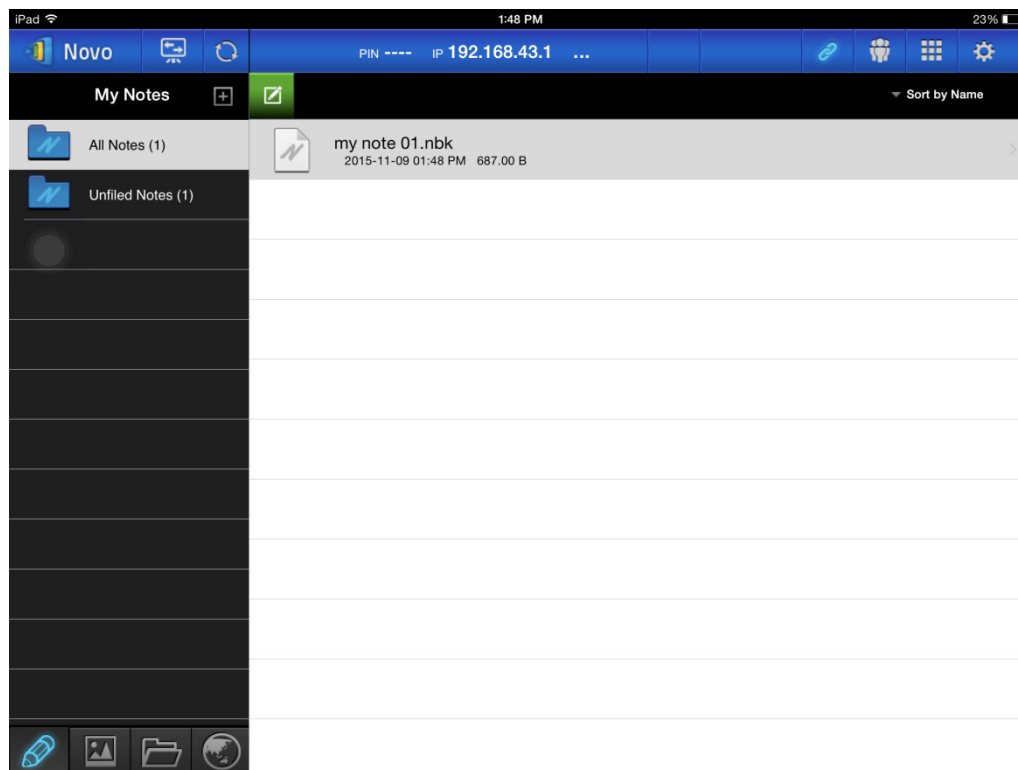 iPad 1:48 PM 23%
Novo PIN ---- IP 192.168.43.1 ...
My Notes Sort by Name
All Notes (1)
my note 01.nbk
2015-11-09 01:48 PM 687.00 B
Unfiled Notes (1)